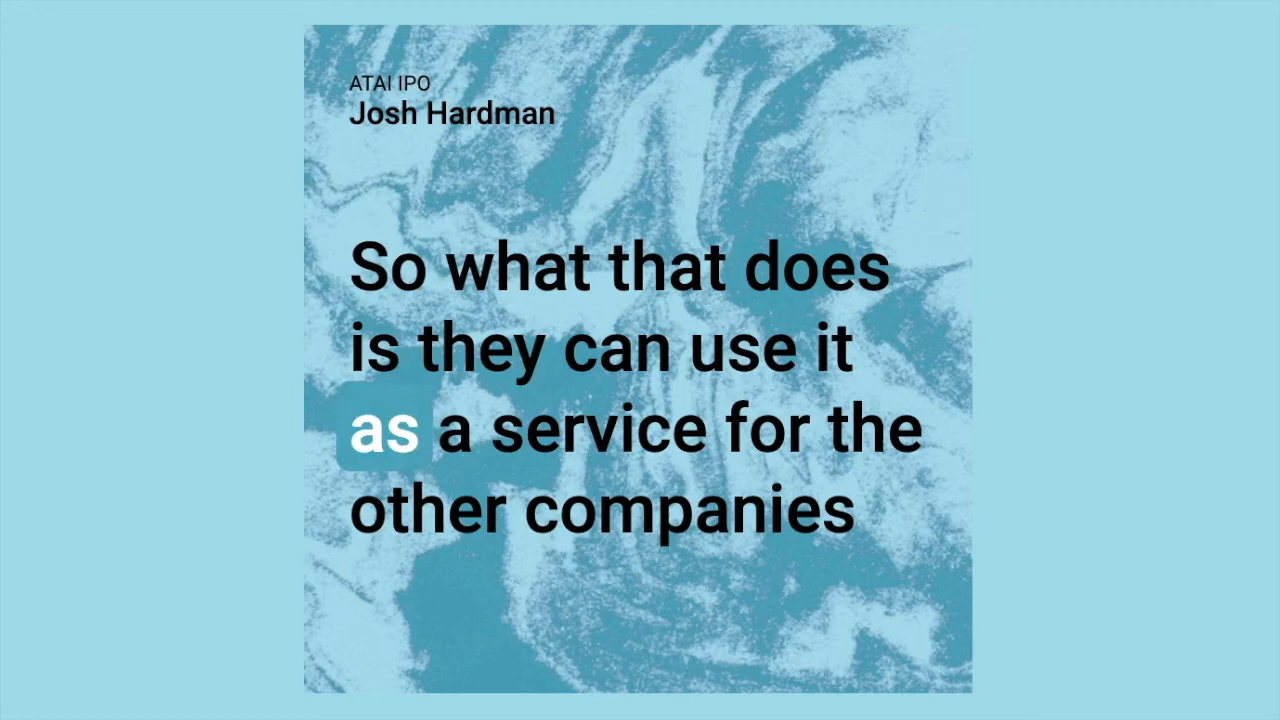 ATAI IPO
Josh Hardman
So what that does
is they can use it
as a service for the
other companies